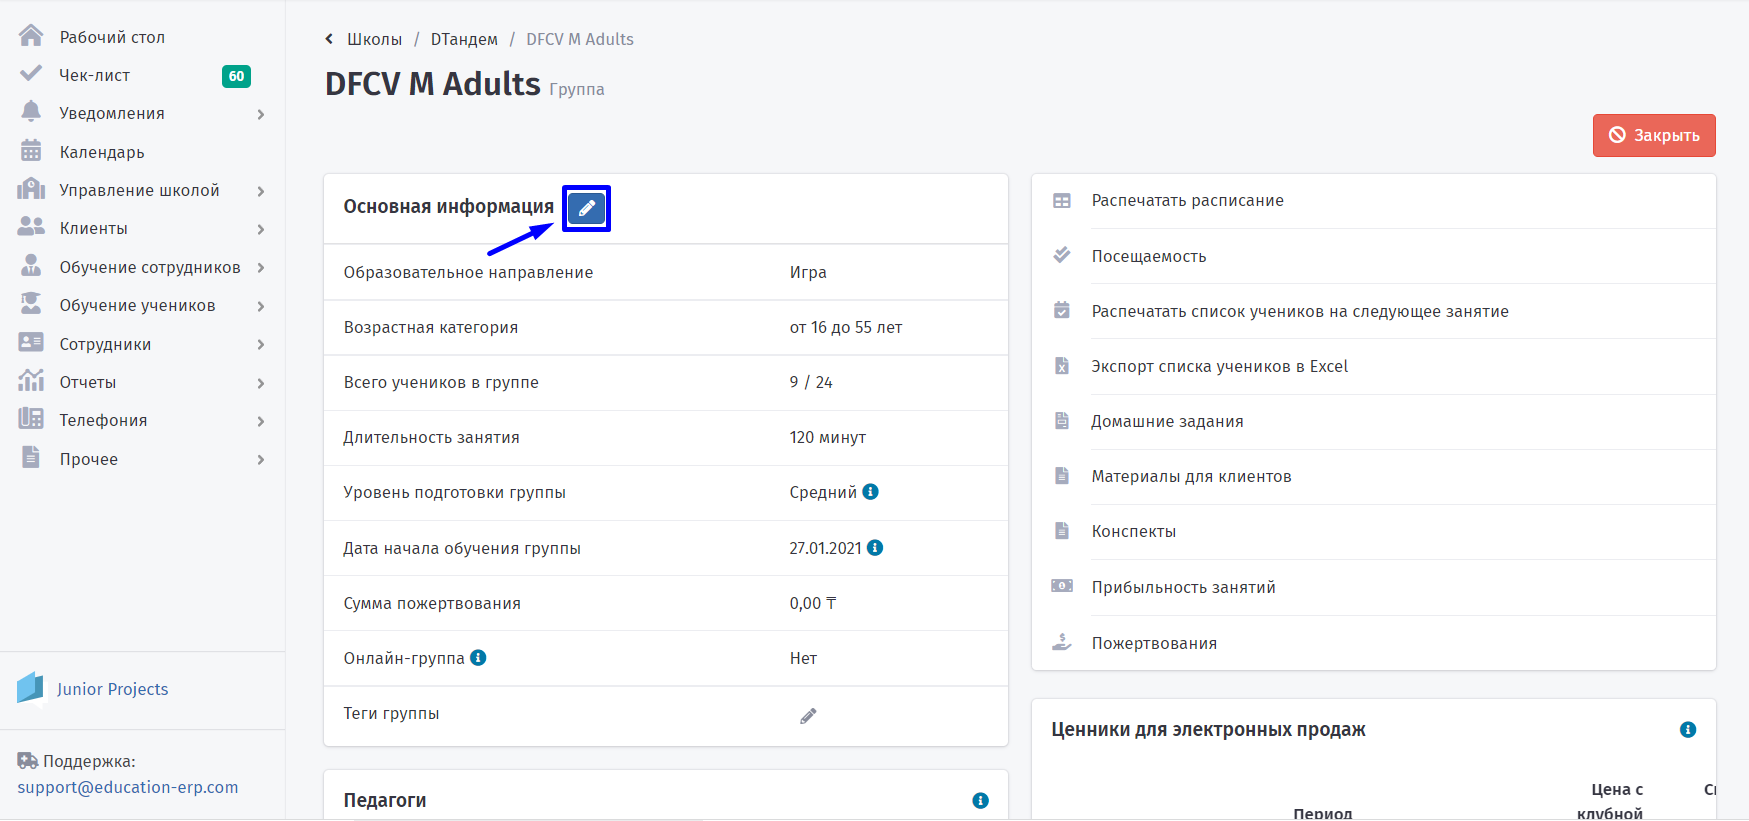 Рабочий стол
Чек-лист 60
Уведомления
Календарь
Управление школой
Клиенты
Обучение сотрудников
Обучение учеников
Сотрудники
Отчеты
Телефония
Прочее
Junior Projects
Поддержка:
support@education-erp.com
Школы / DТандем / DFCV M Adults
DFCV M Adults Группа
Закрыть
Основная информация
Образовательное направление Игра
Возрастная категория от 16 до 55 лет
Всего учеников в группе 9 / 24
Длительность занятия 120 минут
Уровень подготовки группы Средний
Дата начала обучения группы 27.01.2021
Сумма пожертвования 0,00 ₸
Онлайн-группа Нет
Теги группы
Педагоги
Распечатать расписание
Посещаемость
Распечатать список учеников на следующее занятие
Экспорт списка учеников в Excel
Домашние задания
Материалы для клиентов
Конспекты
Прибыльность занятий
Пожертвования
Ценники для электронных продаж
Цена с
Период клубной